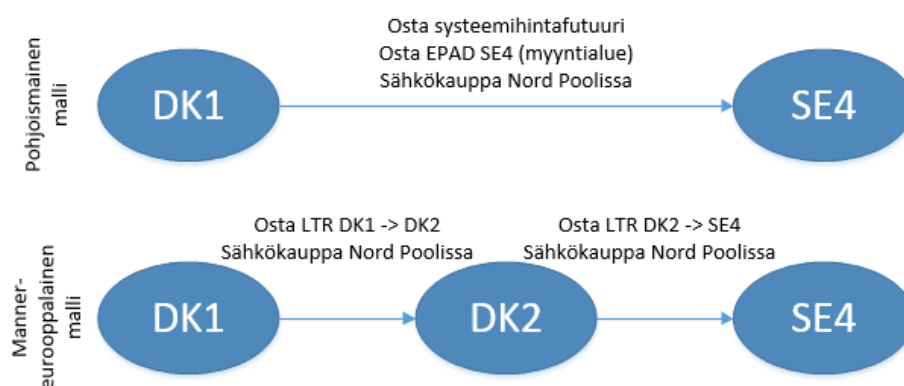 Pohjoismainen
malli
Osta systeemihintafutuuri
Osta EPAD SE4 (myyntialue)
Sähkökauppa Nord Poolissa
DK1
SE4
Manner-
eurooppalainen
malli
Osta LTR DK1 -> DK2
Sähkökauppa Nord Poolissa
Osta LTR DK2 -> SE4
Sähkökauppa Nord Poolissa
DK1
DK2
SE4